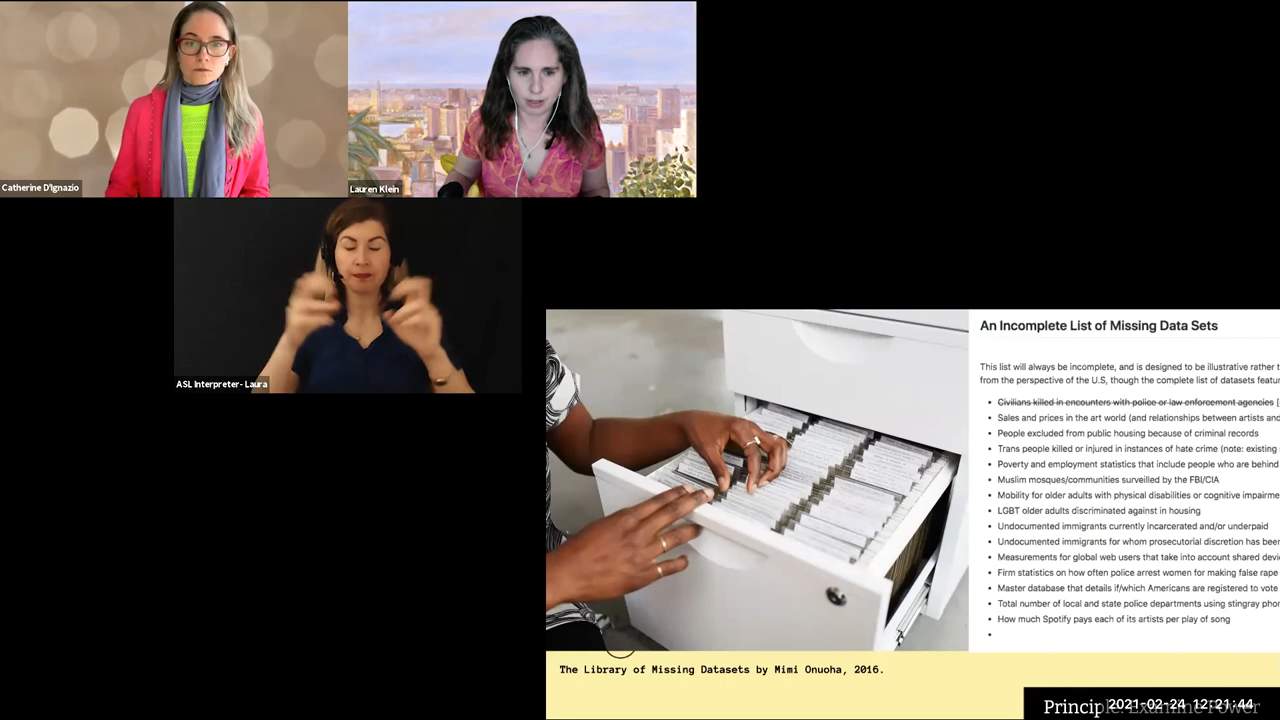 Catherine D'Ignazio
Lauren Klein
ASL Interpreter- Laura
An Incomplete List of Missing Data Sets
This list will always be incomplete, and is designed to be illustrative rather t
from the perspective of the U.S, though the complete list of datasets featu
Civilians killed in encounters with police or law enforcement agencies [
Sales and prices in the art world (and relationships between artists and
People excluded from public housing because of criminal records
Trans people killed or injured in instances of hate crime (note: existing
Poverty and employment statistics that include people who are behind
Muslim mosques/communities surveilled by the FBI/CIA
Mobility for older adults with physical disabilities or cognitive impairme
LGBT older adults discriminated against in housing
Undocumented immigrants currently incarcerated and/or underpaid
Undocumented immigrants for whom prosecutorial discretion has been
Measurements for global web users that take into account shared devi
Firm statistics on how often police arrest women for making false rape
Master database that details if/which Americans are registered to vote
Total number of local and state police departments using stingray phon
How much Spotify pays each of its artists per play of song
The Library of Missing Datasets by Mimi Onuoha, 2016.
Principle: Examine Power
2021-02-24 12:21:44